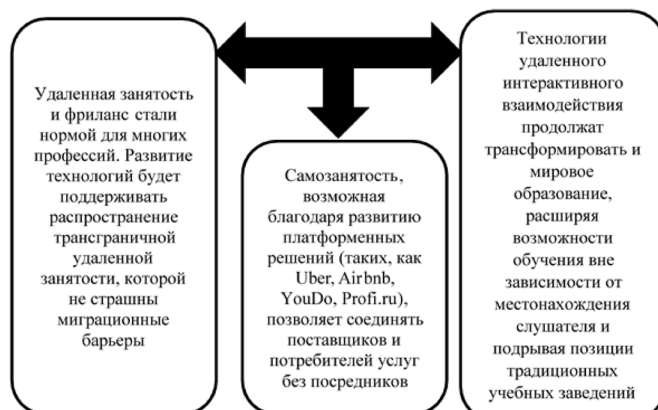 Удаленная занятость
и фриланс стали
нормой для многих
профессий. Развитие
технологий будет
поддерживать
распространение
трансграничной
удаленной
занятости, которой
не страшны
миграционные
барьеры
Самозанятость,
возможная
благодаря развитию
платформенных
решений (таких, как
Uber, Airbnb,
YouDo, Profi.ru),
позволяет соединять
поставщиков и
потребителей услуг
без посредников
Технологии
удаленного
интерактивного
взаимодействия
продолжат
трансформировать и
мировое
образование,
расширяя
возможности
обучения вне
зависимости от
местонахождения
слушателя и
подрывая позиции
традиционных
учебных заведений